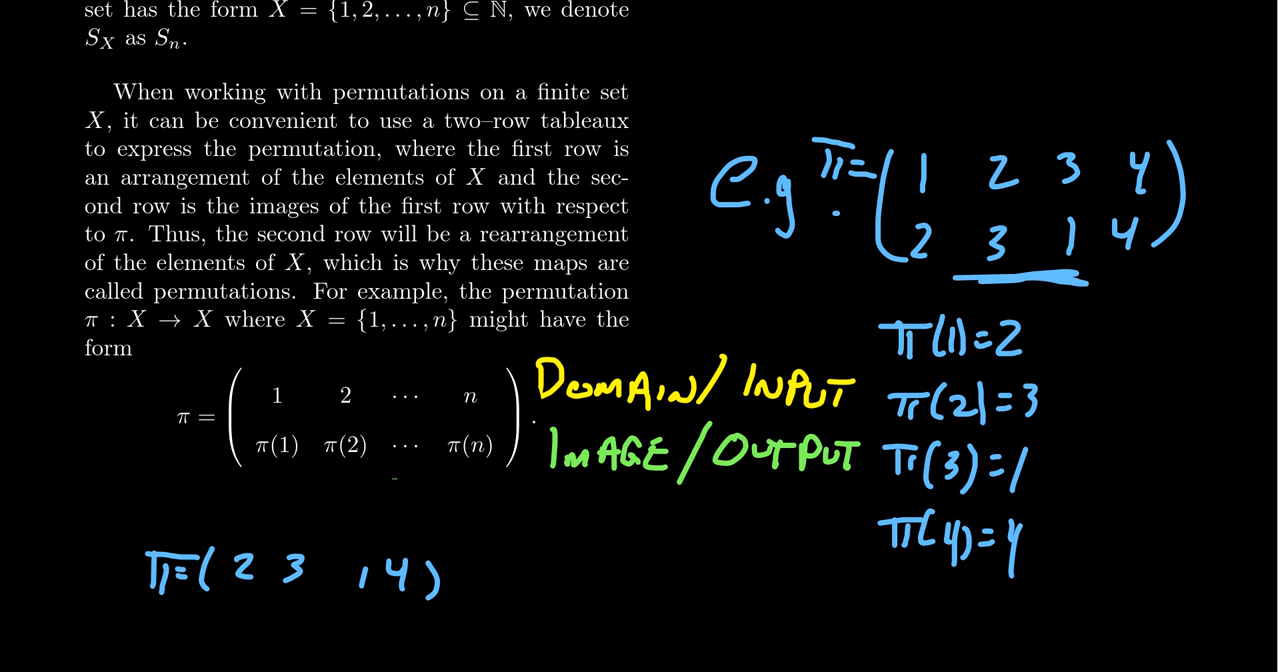 set has the form X = {1, 2, . . . , n} ⊆ ℕ, we denote
S_X as S_n.
When working with permutations on a finite set
X, it can be convenient to use a two–row tableaux
to express the permutation, where the first row is
an arrangement of the elements of X and the sec-
ond row is the images of the first row with respect
to π. Thus, the second row will be a rearrangement
of the elements of X, which is why these maps are
called permutations. For example, the permutation
π : X → X where X = {1, . . . , n} might have the
form
π = ( 1 2 ··· n
π(1) π(2) ··· π(n) ) .
DOMAIN / INPUT
IMAGE / OUTPUT
π = ( 2 3 1 4 )
e.g. π = ( 1 2 3 4
2 3 1 4 )
π(1) = 2
π(2) = 3
π(3) = 1
π(4) = 4